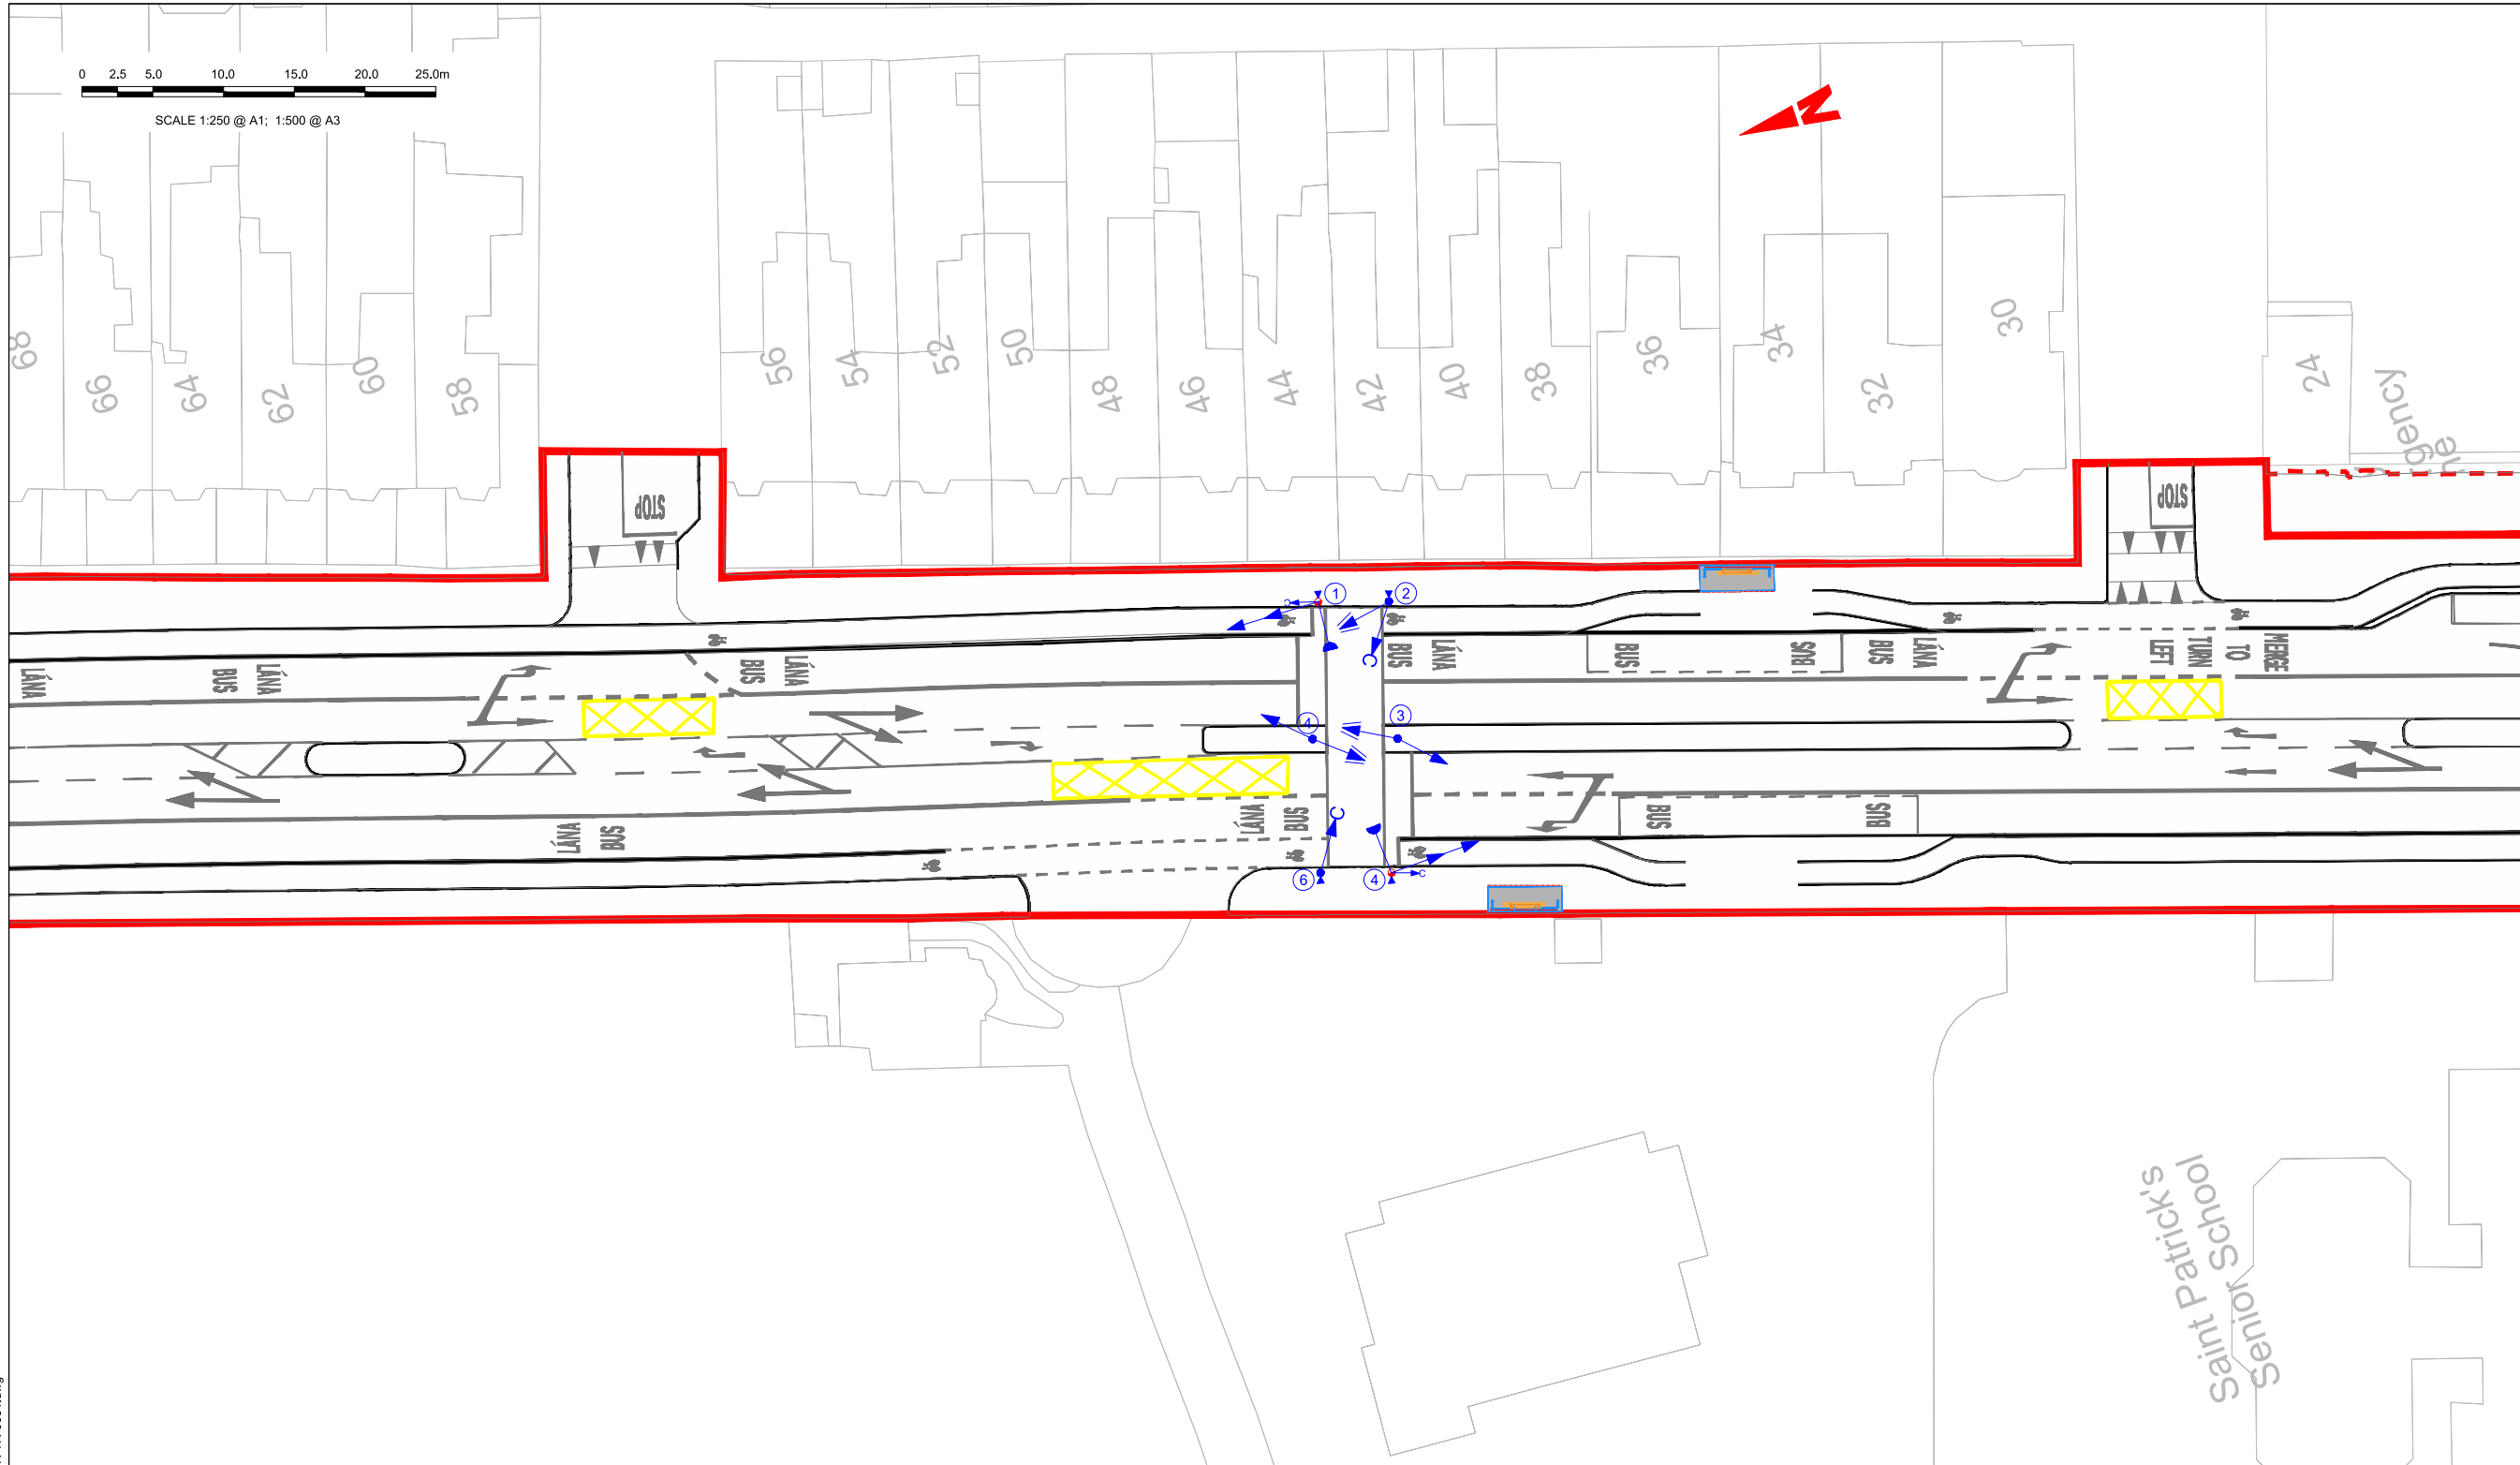 0 2.5 5.0 10.0 15.0 20.0 25.0m
SCALE 1:250 @ A1; 1:500 @ A3
N
68
66
64
62
60
58
56
54
52
50
48
46
44
42
40
38
36
34
32
30
24
STOP
STOP
1
2
LÁNA
BUS
LÁNA
BUS
LÁNA
BUS
LÁNA
BUS
BUS
BUS
LÁNA
LEFT
TURN
TO
MERGE
C
C
C
4
3
LÁNA
BUS
LÁNA
BUS
BUS
BUS
C
6
4
C
Saint Patrick's
Senior School